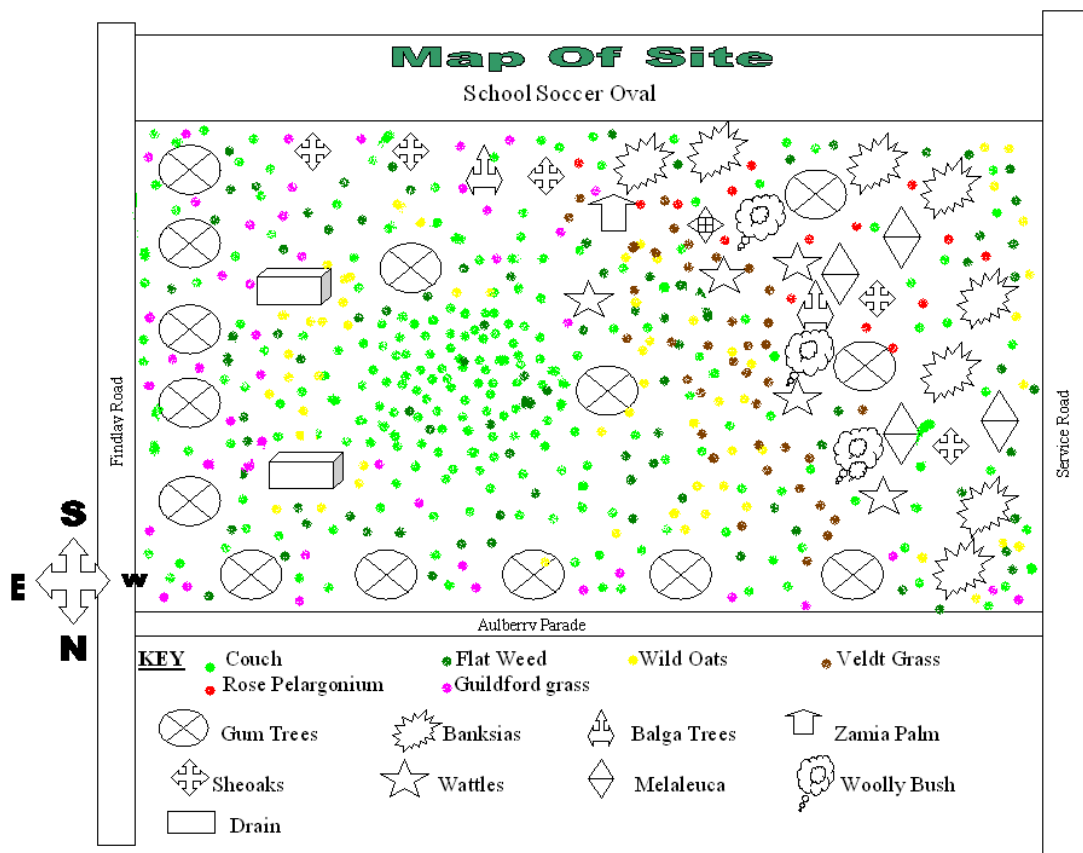 Map Of Site
School Soccer Oval
Findlay Road
Service Road
S
E
W
N
Aulberry Parade
KEY
Couch
Flat Weed
Wild Oats
Veldt Grass
Rose Pelargonium
Guildford grass
Gum Trees
Banksias
Balga Trees
Zamia Palm
Sheoaks
Wattles
Melaleuca
Woolly Bush
Drain